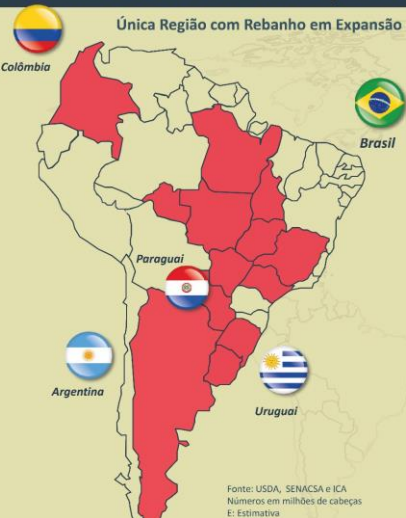 Única Região com Rebanho em Expansão
Colômbia
Brasil
Paraguai
Argentina
Uruguai
Fonte: USDA, SENACSA e ICA
Números em milhões de cabeças
E: Estimativa